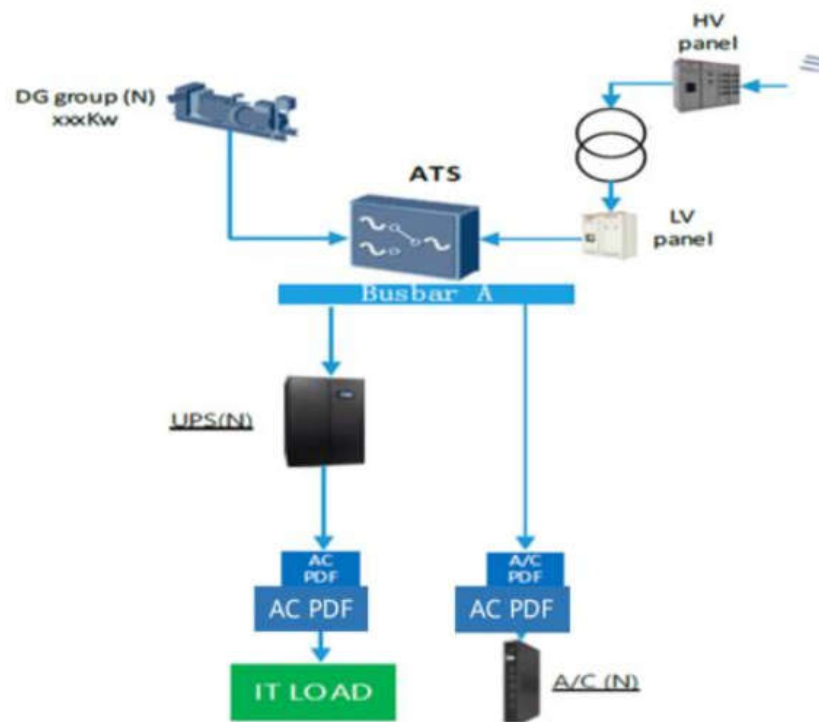 HV
panel
DG group (N)
xxxKw
ATS
LV
panel
Busbar A
UPS(N)
AC
PDF
AC PDF
A/C
PDF
AC PDF
IT LOAD
A/C (N)